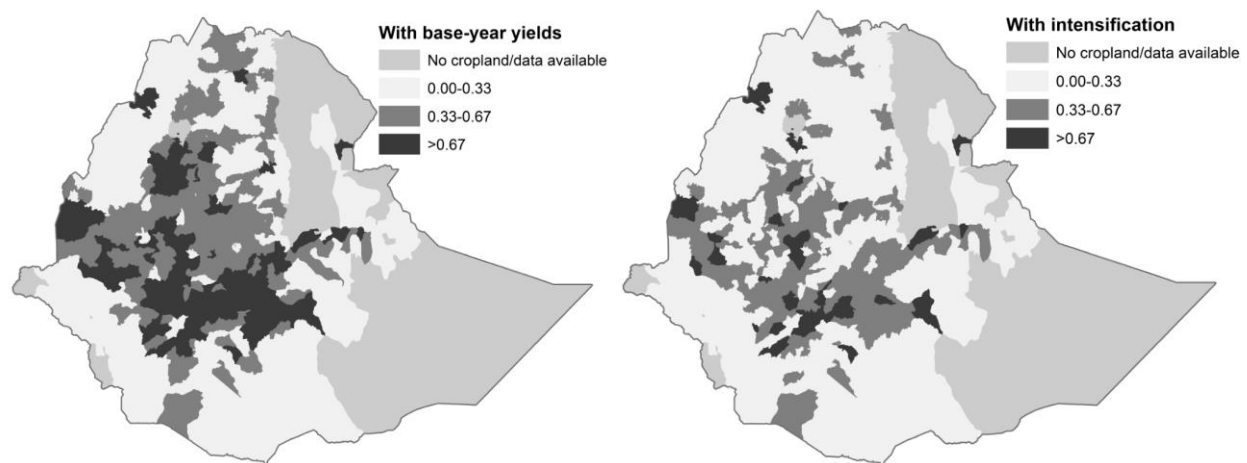 With base-year yields
No cropland/data available
0.00-0.33
0.33-0.67
>0.67
With intensification
No cropland/data available
0.00-0.33
0.33-0.67
>0.67